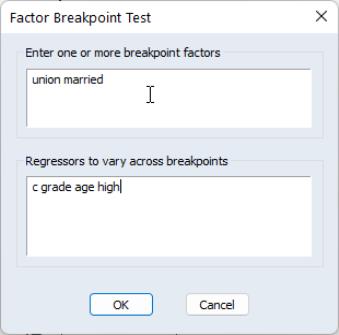 Factor Breakpoint Test
Enter one or more breakpoint factors
union married
Regressors to vary across breakpoints
c grade age high
OK Cancel